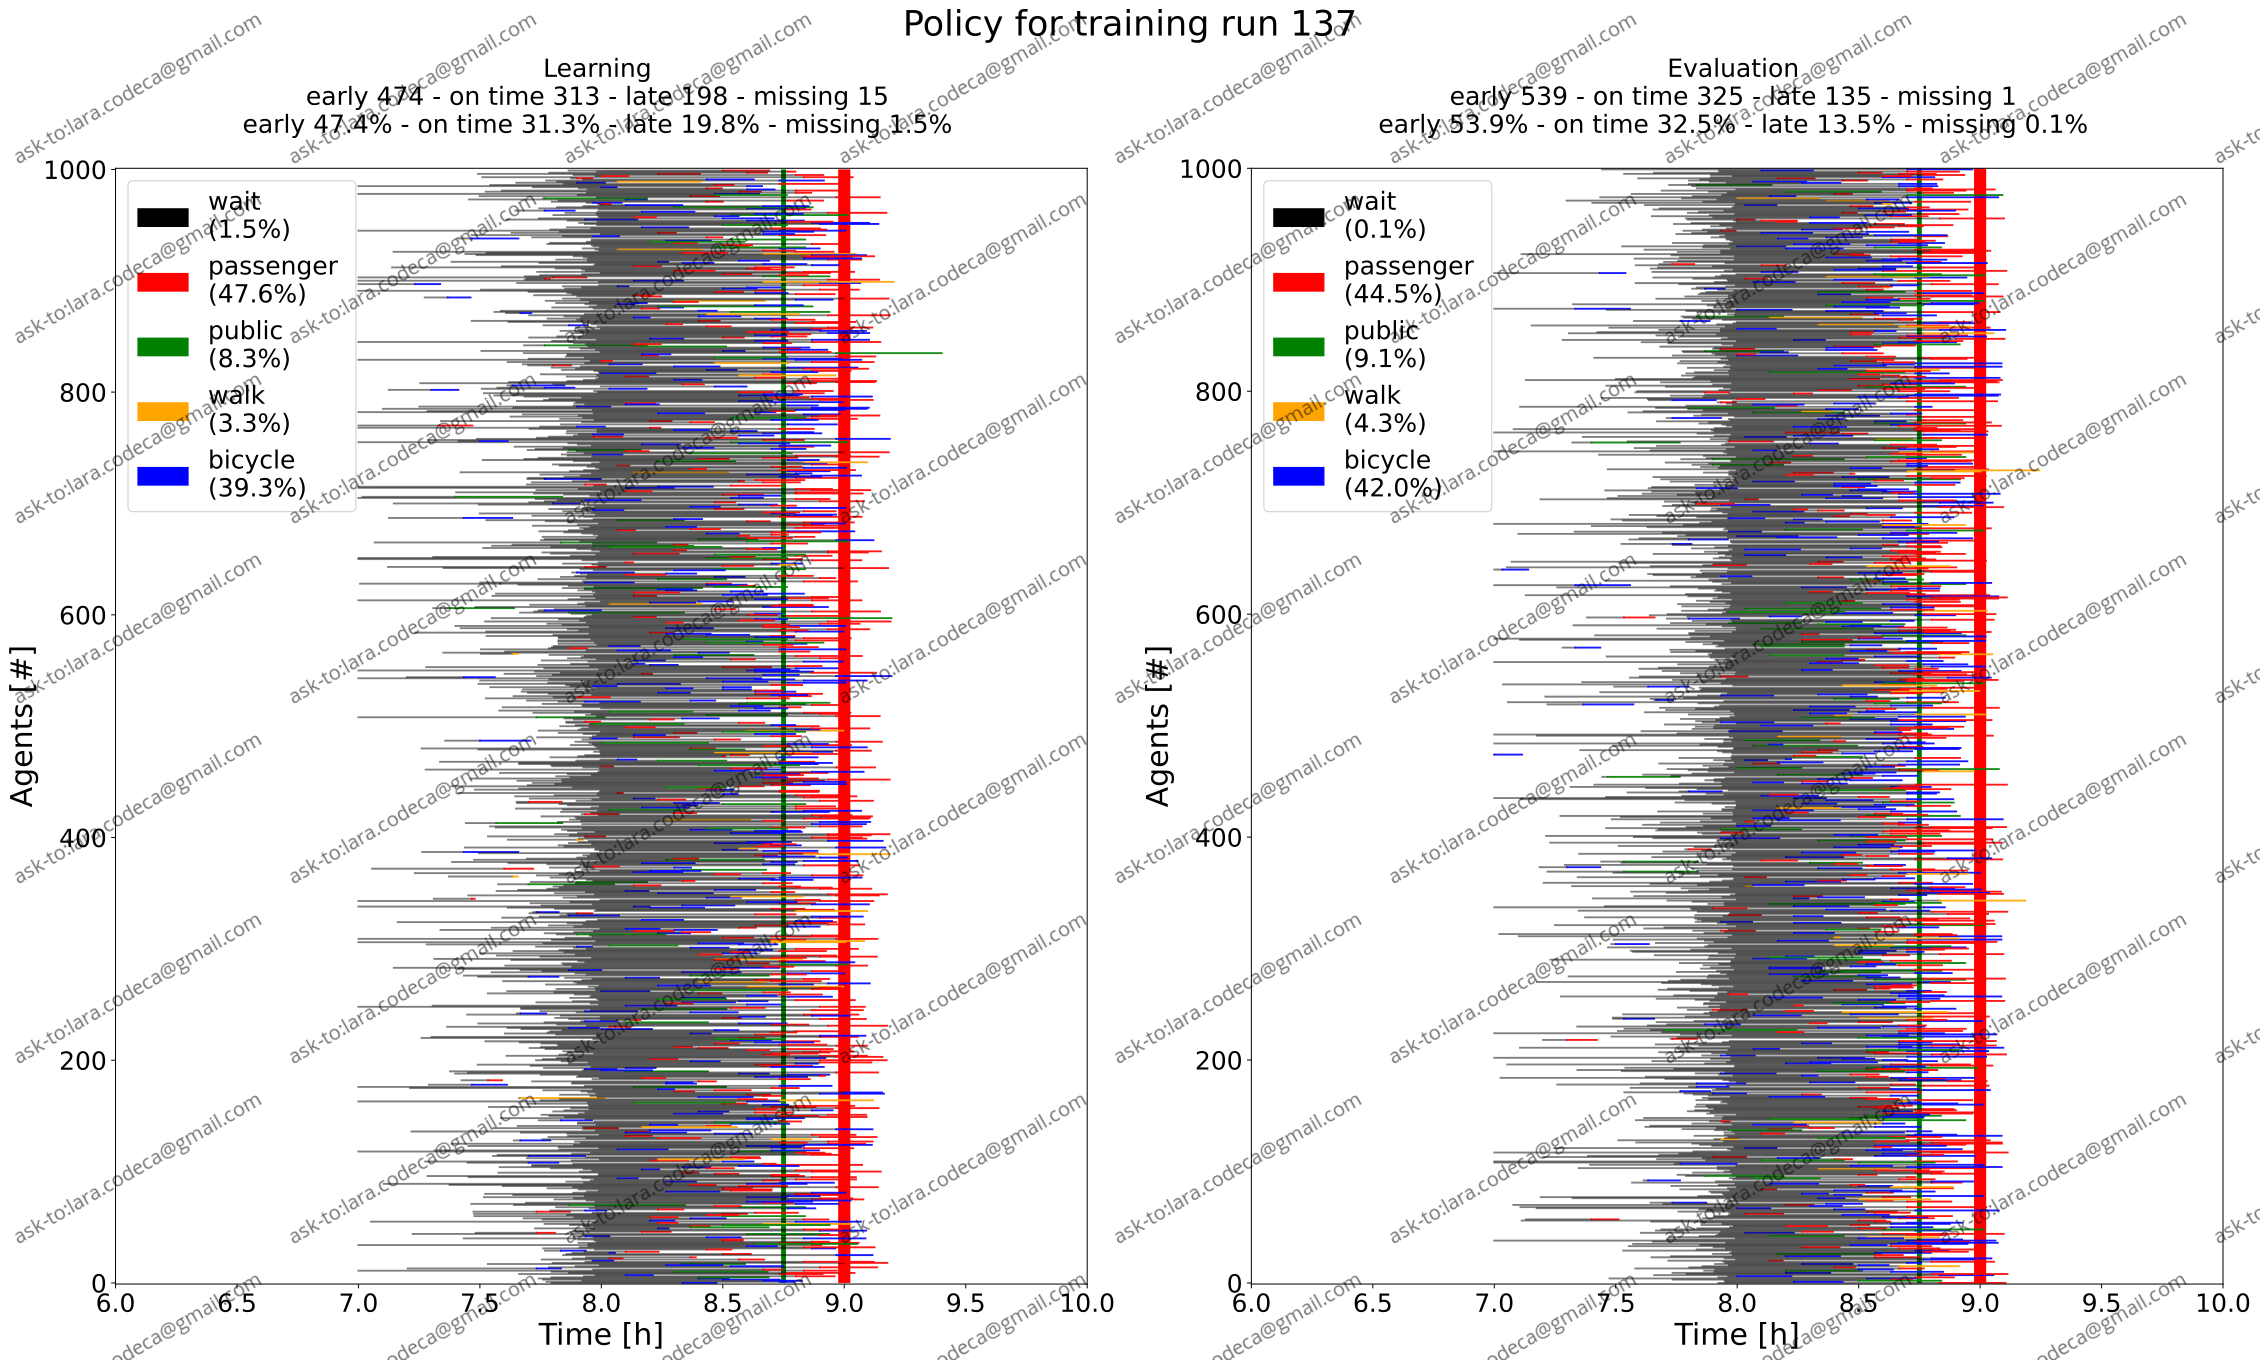 Policy for training run 137
Learning
early 474 - on time 313 - late 198 - missing 15
early 47.4% - on time 31.3% - late 19.8% - missing 1.5%
1000
800
600
400
200
0
Agents [#]
wait
(1.5%)
passenger
(47.6%)
public
(8.3%)
walk
(3.3%)
bicycle
(39.3%)
6.0 6.5 7.0 7.5 8.0 8.5 9.0 9.5 10.0
Time [h]
Evaluation
early 539 - on time 325 - late 135 - missing 1
early 53.9% - on time 32.5% - late 13.5% - missing 0.1%
1000
800
600
400
200
0
Agents [#]
wait
(0.1%)
passenger
(44.5%)
public
(9.1%)
walk
(4.3%)
bicycle
(42.0%)
6.0 6.5 7.0 7.5 8.0 8.5 9.0 9.5 10.0
Time [h]
ask-to:lara.codeca@gmail.com